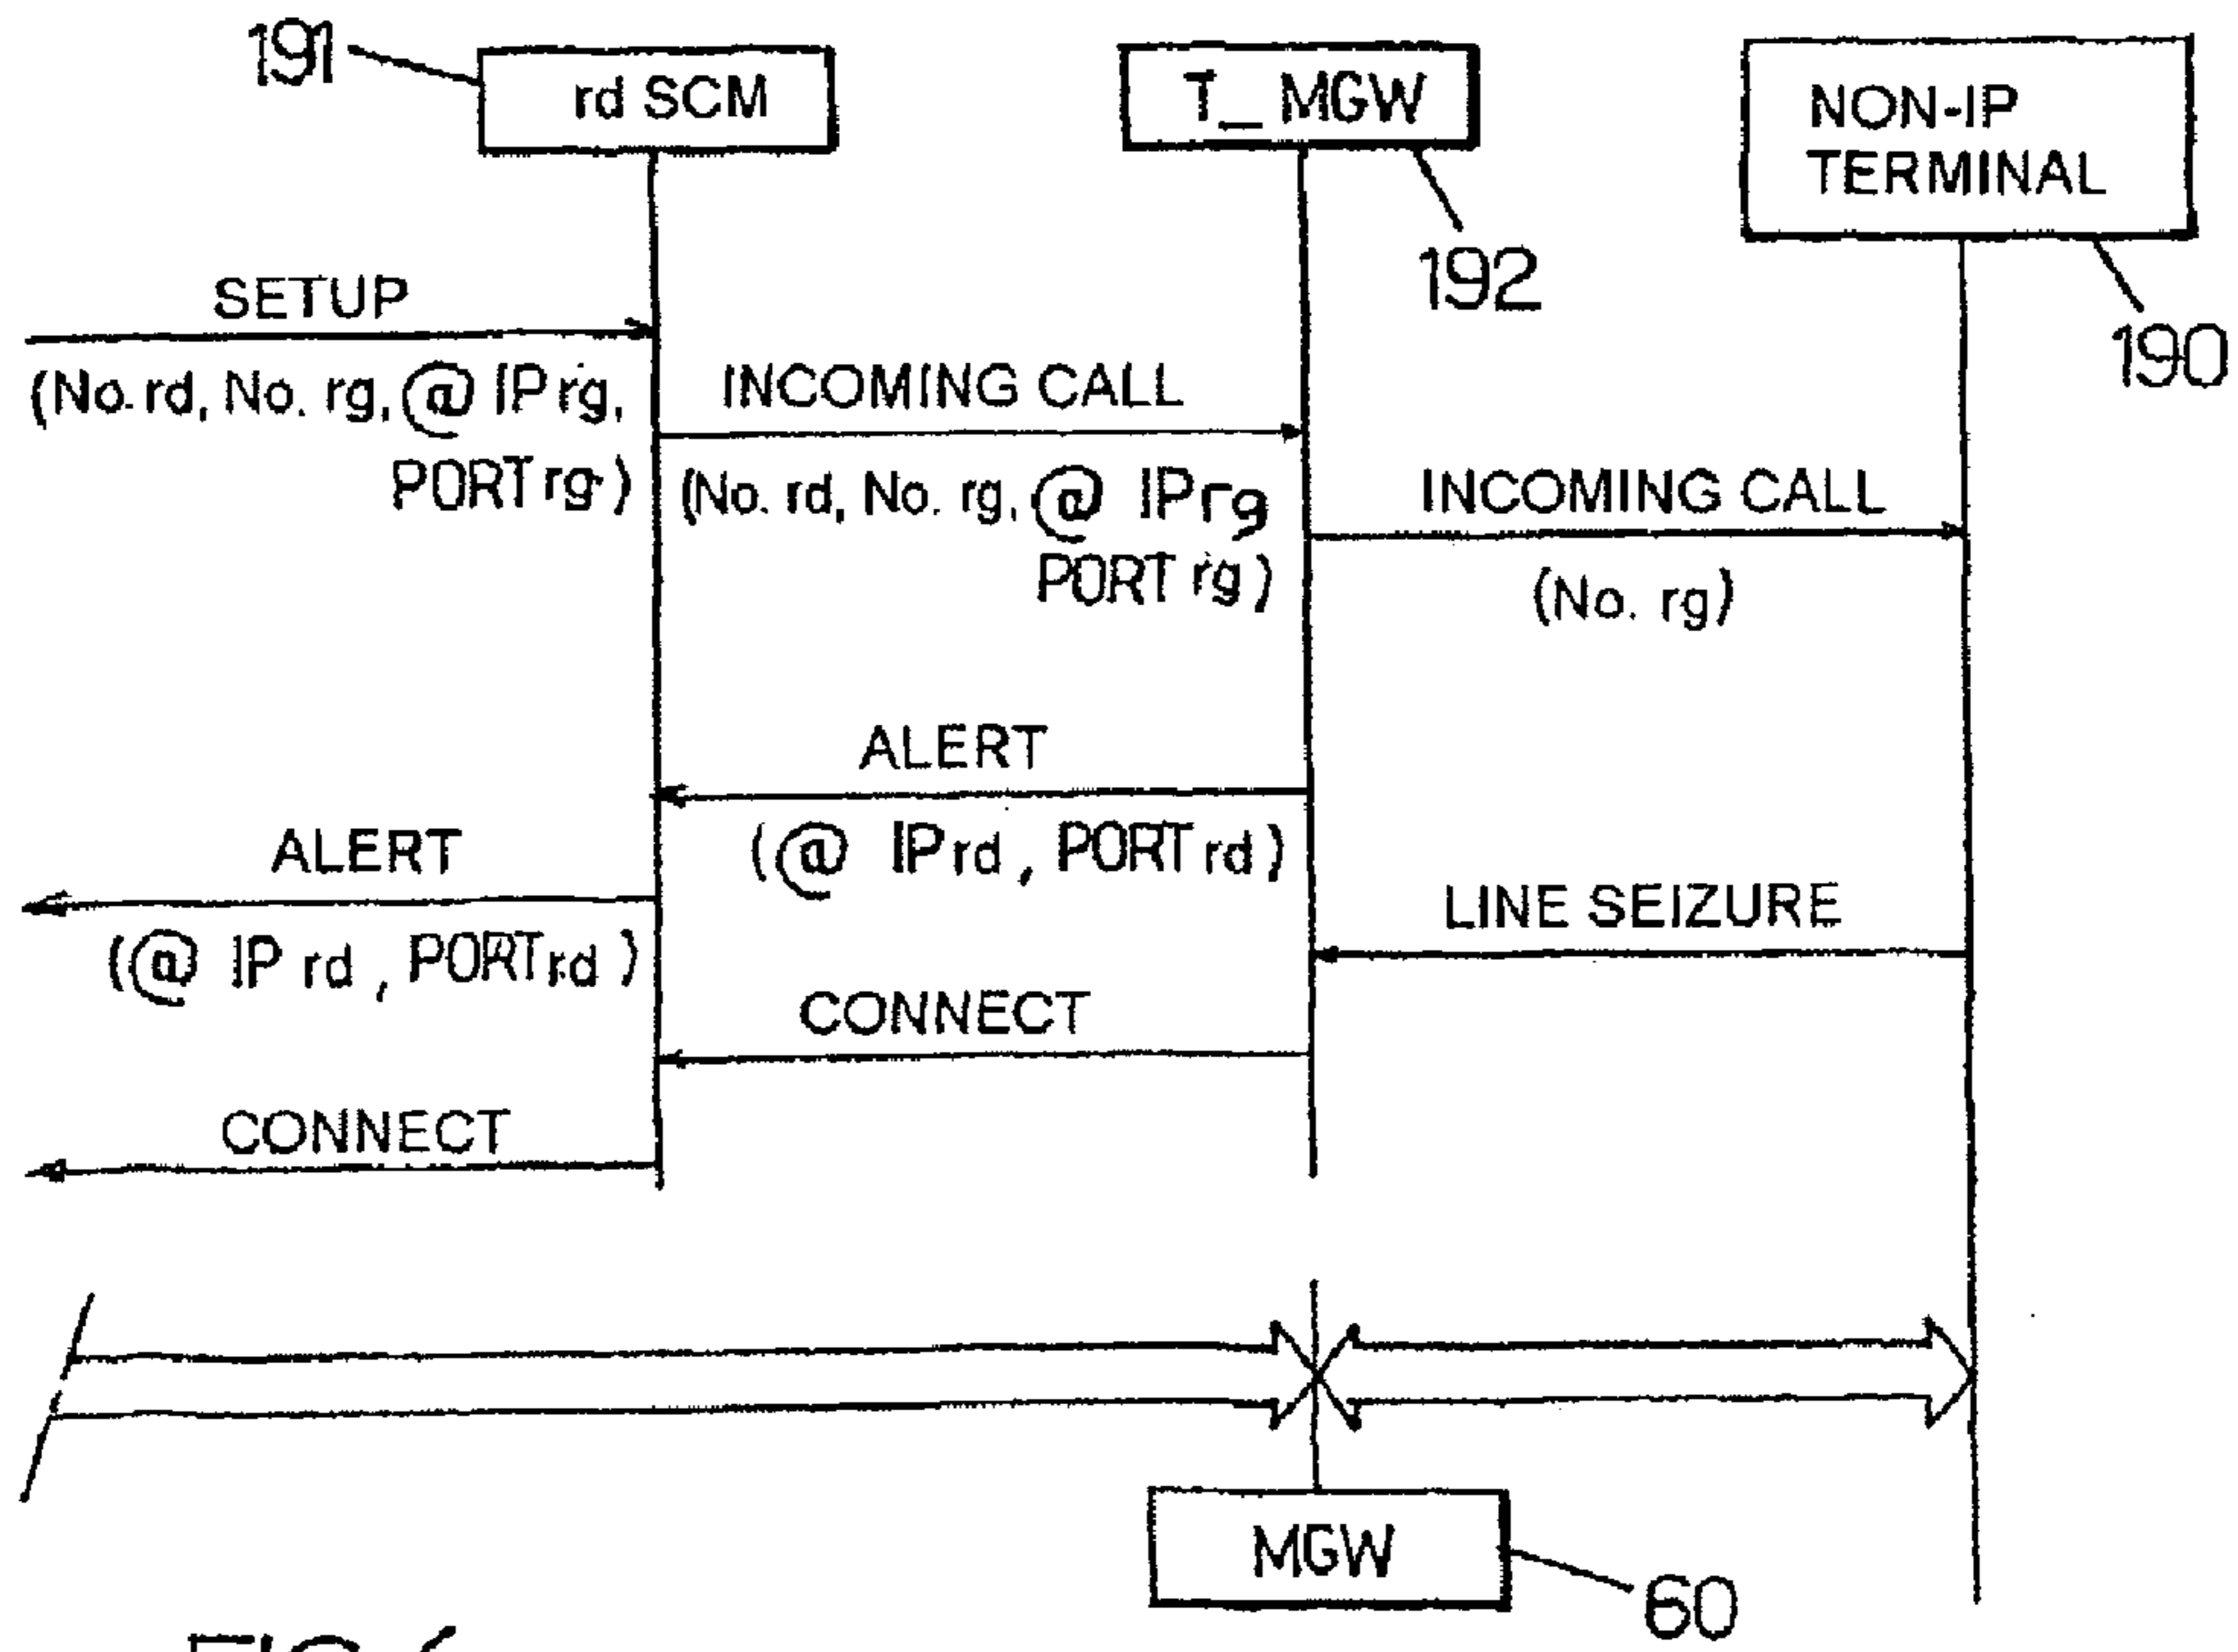 191
rd SCM
T_ MGW
NON-IP
TERMINAL
192
190
SETUP
(No. rd, No. rg, @ IP rg,
PORT rg)
INCOMING CALL
(No. rd, No. rg, @ IP rg
PORT rg)
INCOMING CALL
(No. rg)
ALERT
(@ IP rd, PORT rd)
ALERT
(@ IP rd, PORT rd)
LINE SEIZURE
CONNECT
CONNECT
MGW
60